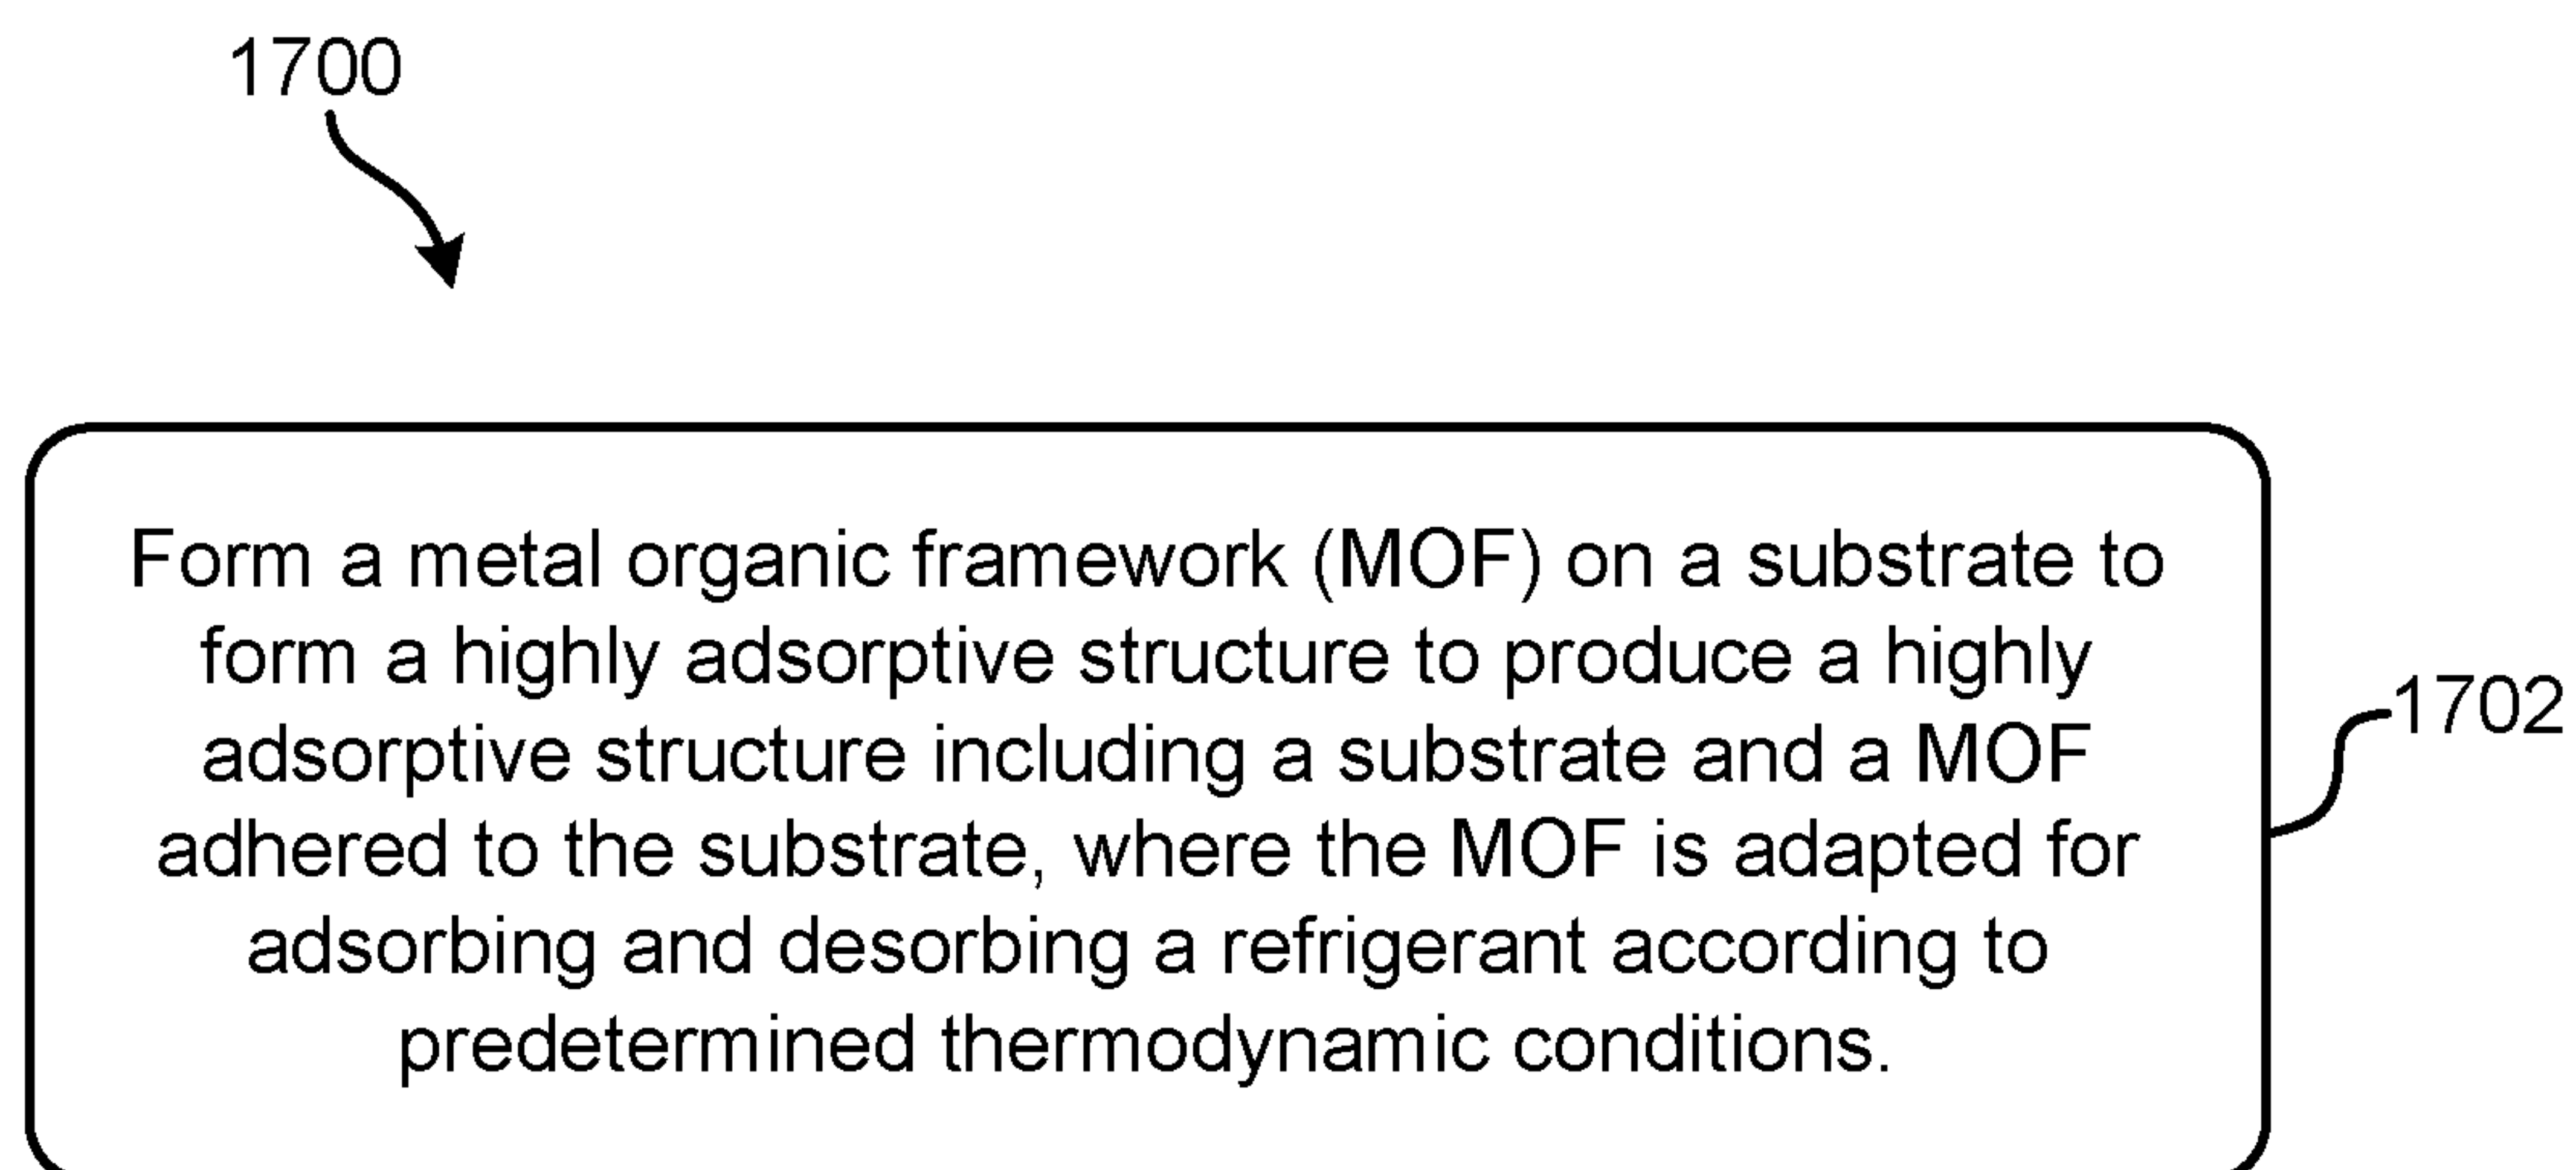 1700
Form a metal organic framework (MOF) on a substrate to
form a highly adsorptive structure to produce a highly
adsorptive structure including a substrate and a MOF
adhered to the substrate, where the MOF is adapted for
adsorbing and desorbing a refrigerant according to
predetermined thermodynamic conditions.
1702